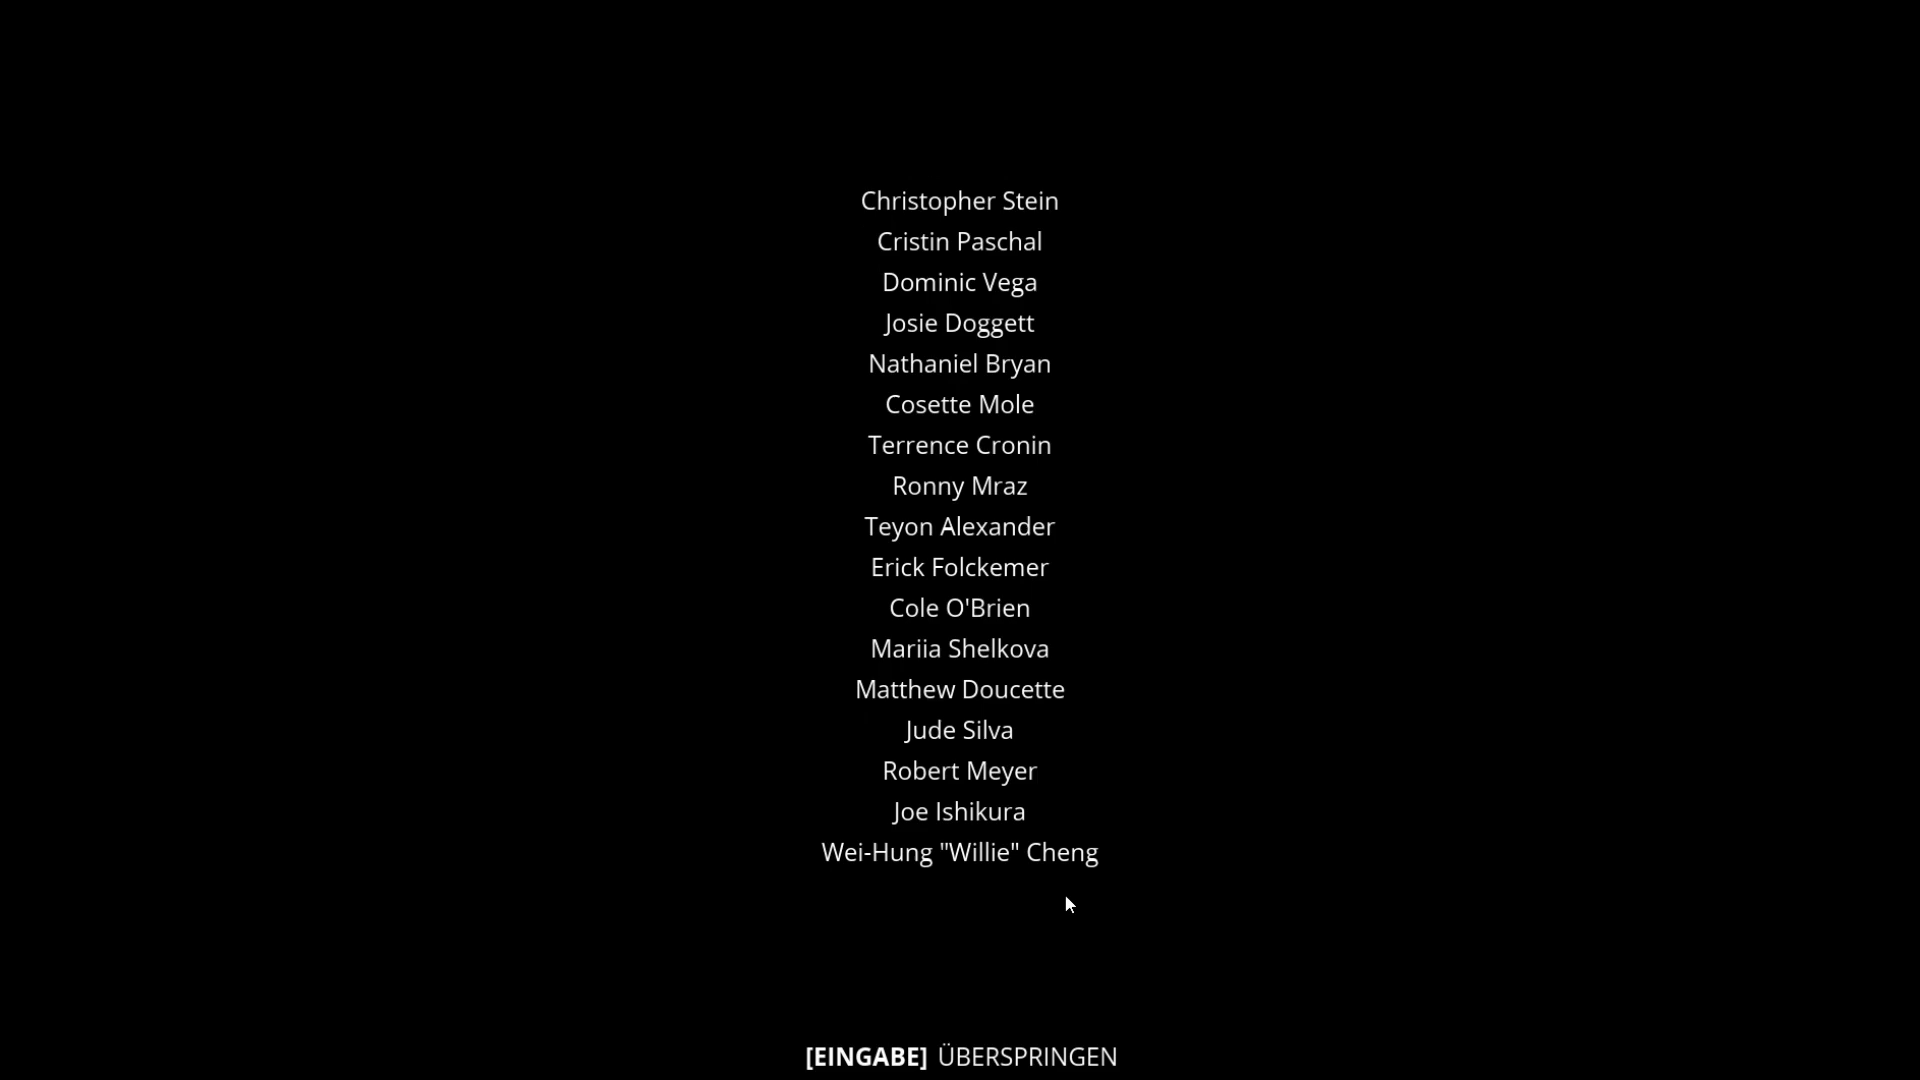 Christopher Stein
Cristin Paschal
Dominic Vega
Josie Doggett
Nathaniel Bryan
Cosette Mole
Terrence Cronin
Ronny Mraz
Teyon Alexander
Erick Folckemer
Cole O'Brien
Mariia Shelkova
Matthew Doucette
Jude Silva
Robert Meyer
Joe Ishikura
Wei-Hung "Willie" Cheng
[EINGABE] ÜBERSPRINGEN